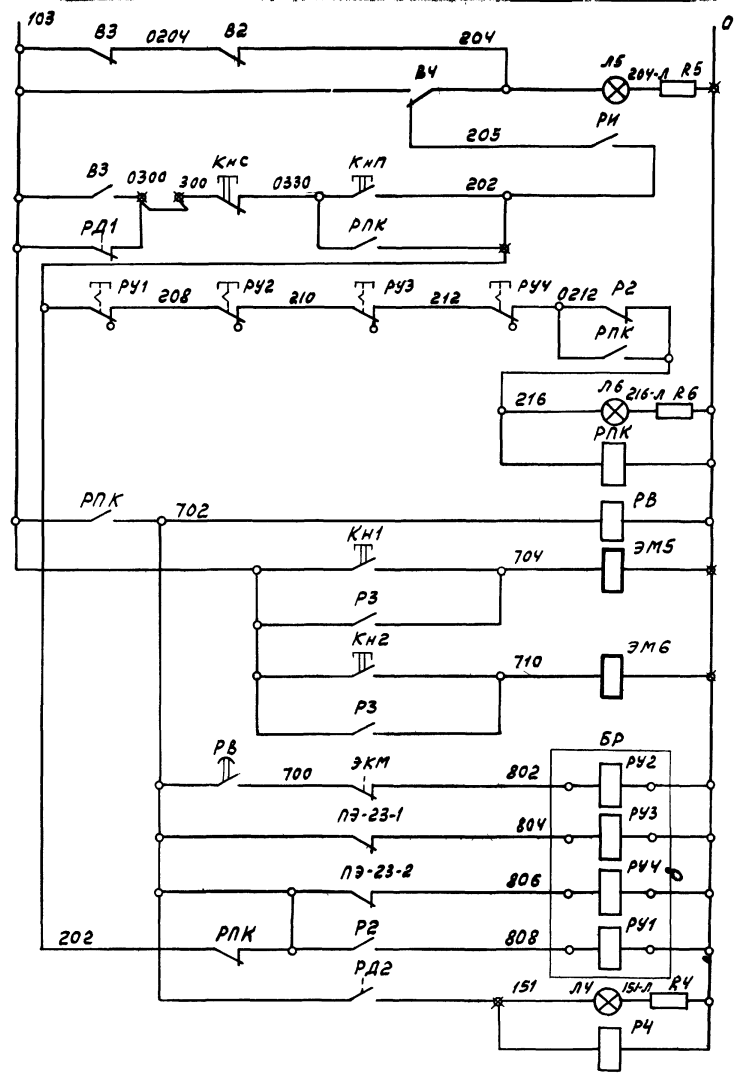 103
0
В3 0204 В2 204
Л5 204-Л R5
В4
205 РИ
В3 0300 300 КнС 0330 КнП 202
РД1 РПК
РУ1 208 РУ2 210 РУ3 212 РУ4 0212 Р2
РПК
216 Л6 216-Л R6
РПК
РПК 702 РВ
Кн1 704 ЭМ5
Р3
Кн2 710 ЭМ6
Р3
БР
РВ 700 ЭКМ 802 РУ2
ПЭ-23-1 804 РУ3
ПЭ-23-2 806 РУ4
202 РПК Р2 808 РУ1
РД2 151 Л4 151-Л R4
Р4